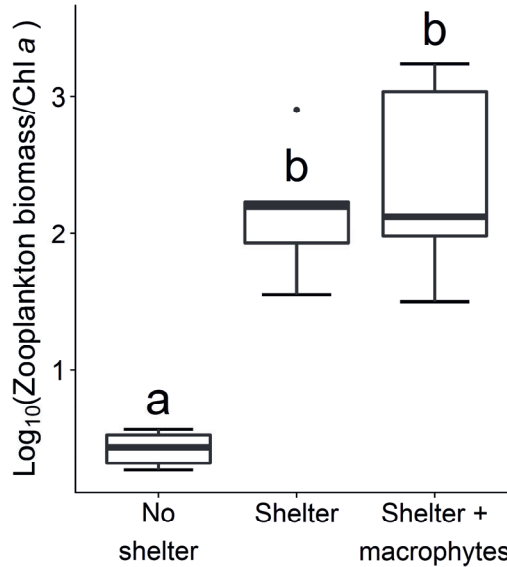 Log10(Zooplankton biomass/Chl a)
3
2
1
a
b
b
No shelter
Shelter
Shelter + macrophytes